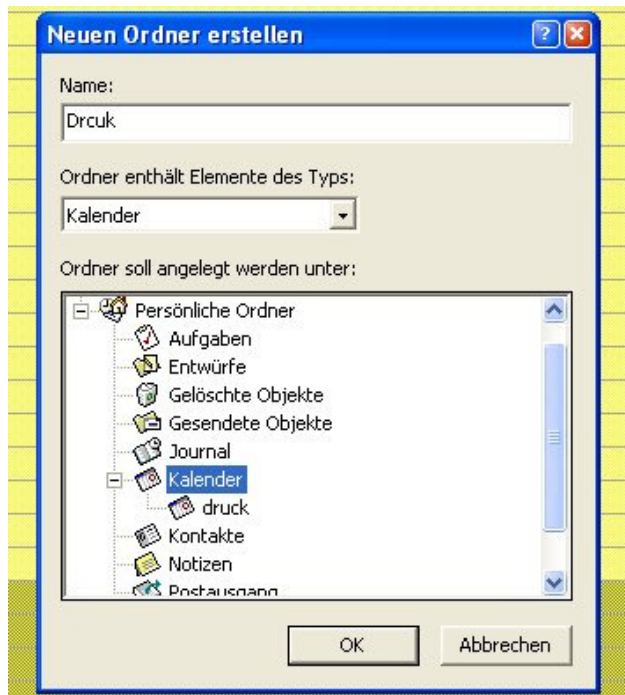 Neuen Ordner erstellen
Name:
Drcuk
Ordner enthält Elemente des Typs:
Kalender
Ordner soll angelegt werden unter:
Persönliche Ordner
Aufgaben
Entwürfe
Gelöschte Objekte
Gesendete Objekte
Journal
Kalender
druck
Kontakte
Notizen
Postausgang
OK
Abbrechen